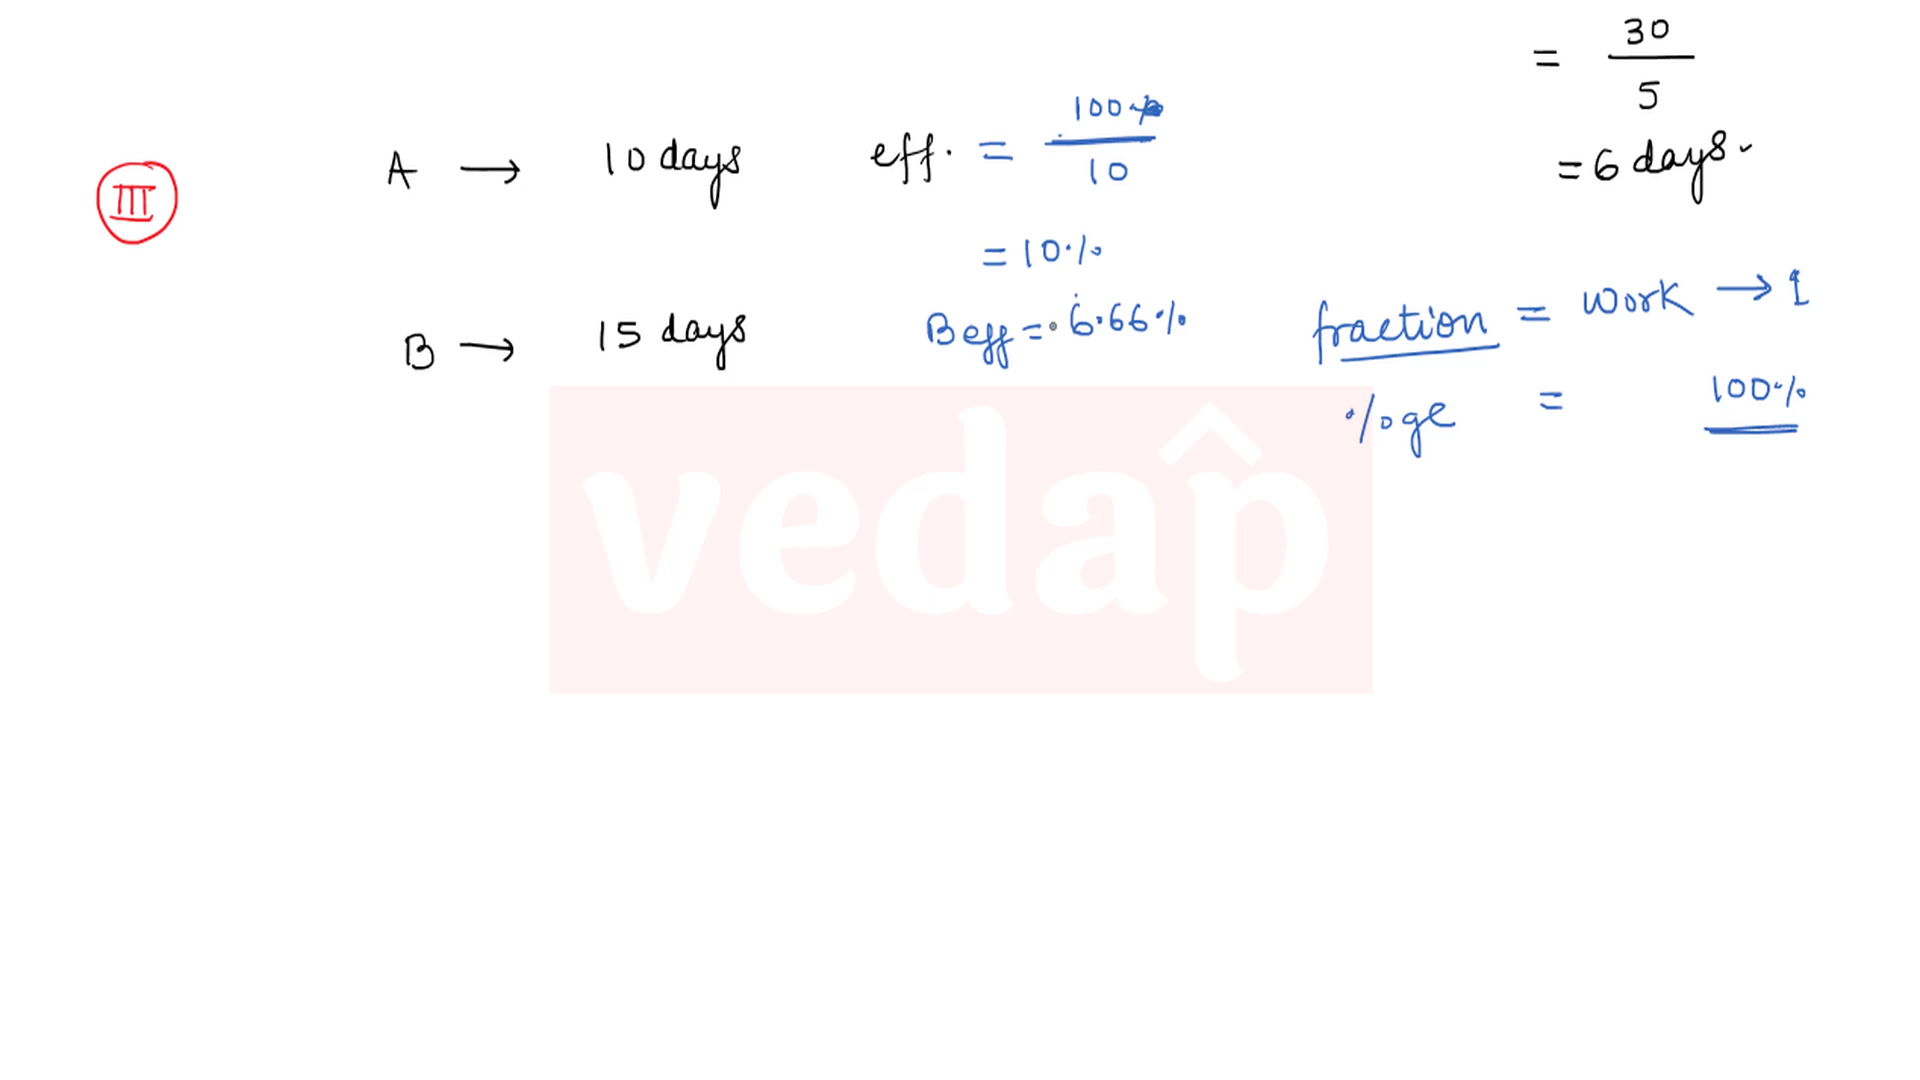 = 30/5
= 6 days.
III
A → 10 days eff. = 100%/10
= 10%
B → 15 days B eff = 6.66%
fraction = work → 1
%ge = 100%
vedap